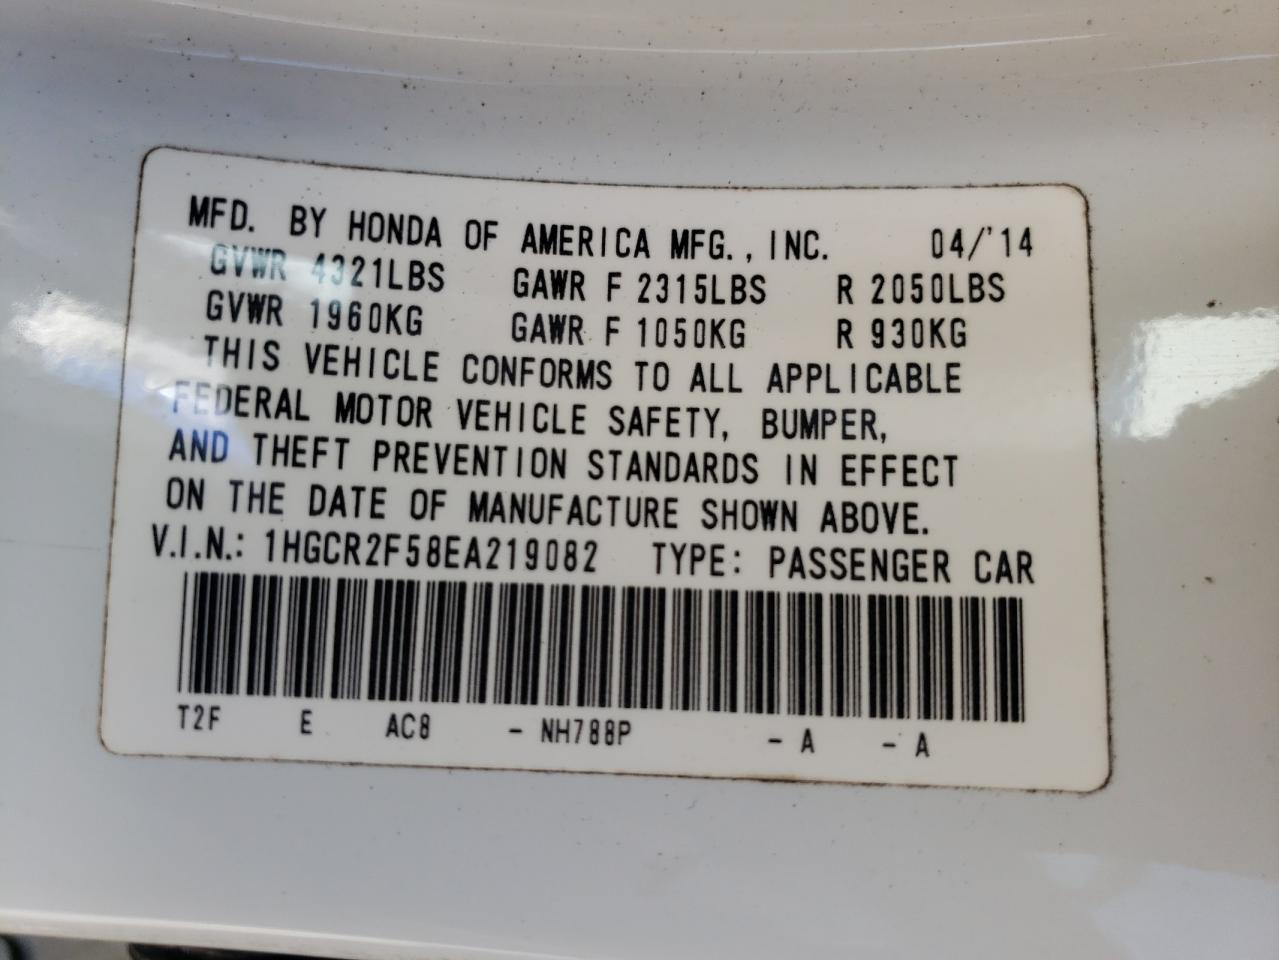 MFD. BY HONDA OF AMERICA MFG., INC. 04/'14
GVWR 4321LBS GAWR F 2315LBS R 2050LBS
GVWR 1960KG GAWR F 1050KG R 930KG
THIS VEHICLE CONFORMS TO ALL APPLICABLE
FEDERAL MOTOR VEHICLE SAFETY, BUMPER,
AND THEFT PREVENTION STANDARDS IN EFFECT
ON THE DATE OF MANUFACTURE SHOWN ABOVE.
V.I.N.: 1HGCR2F58EA219082 TYPE: PASSENGER CAR
T2F E AC8 - NH788P - A - A